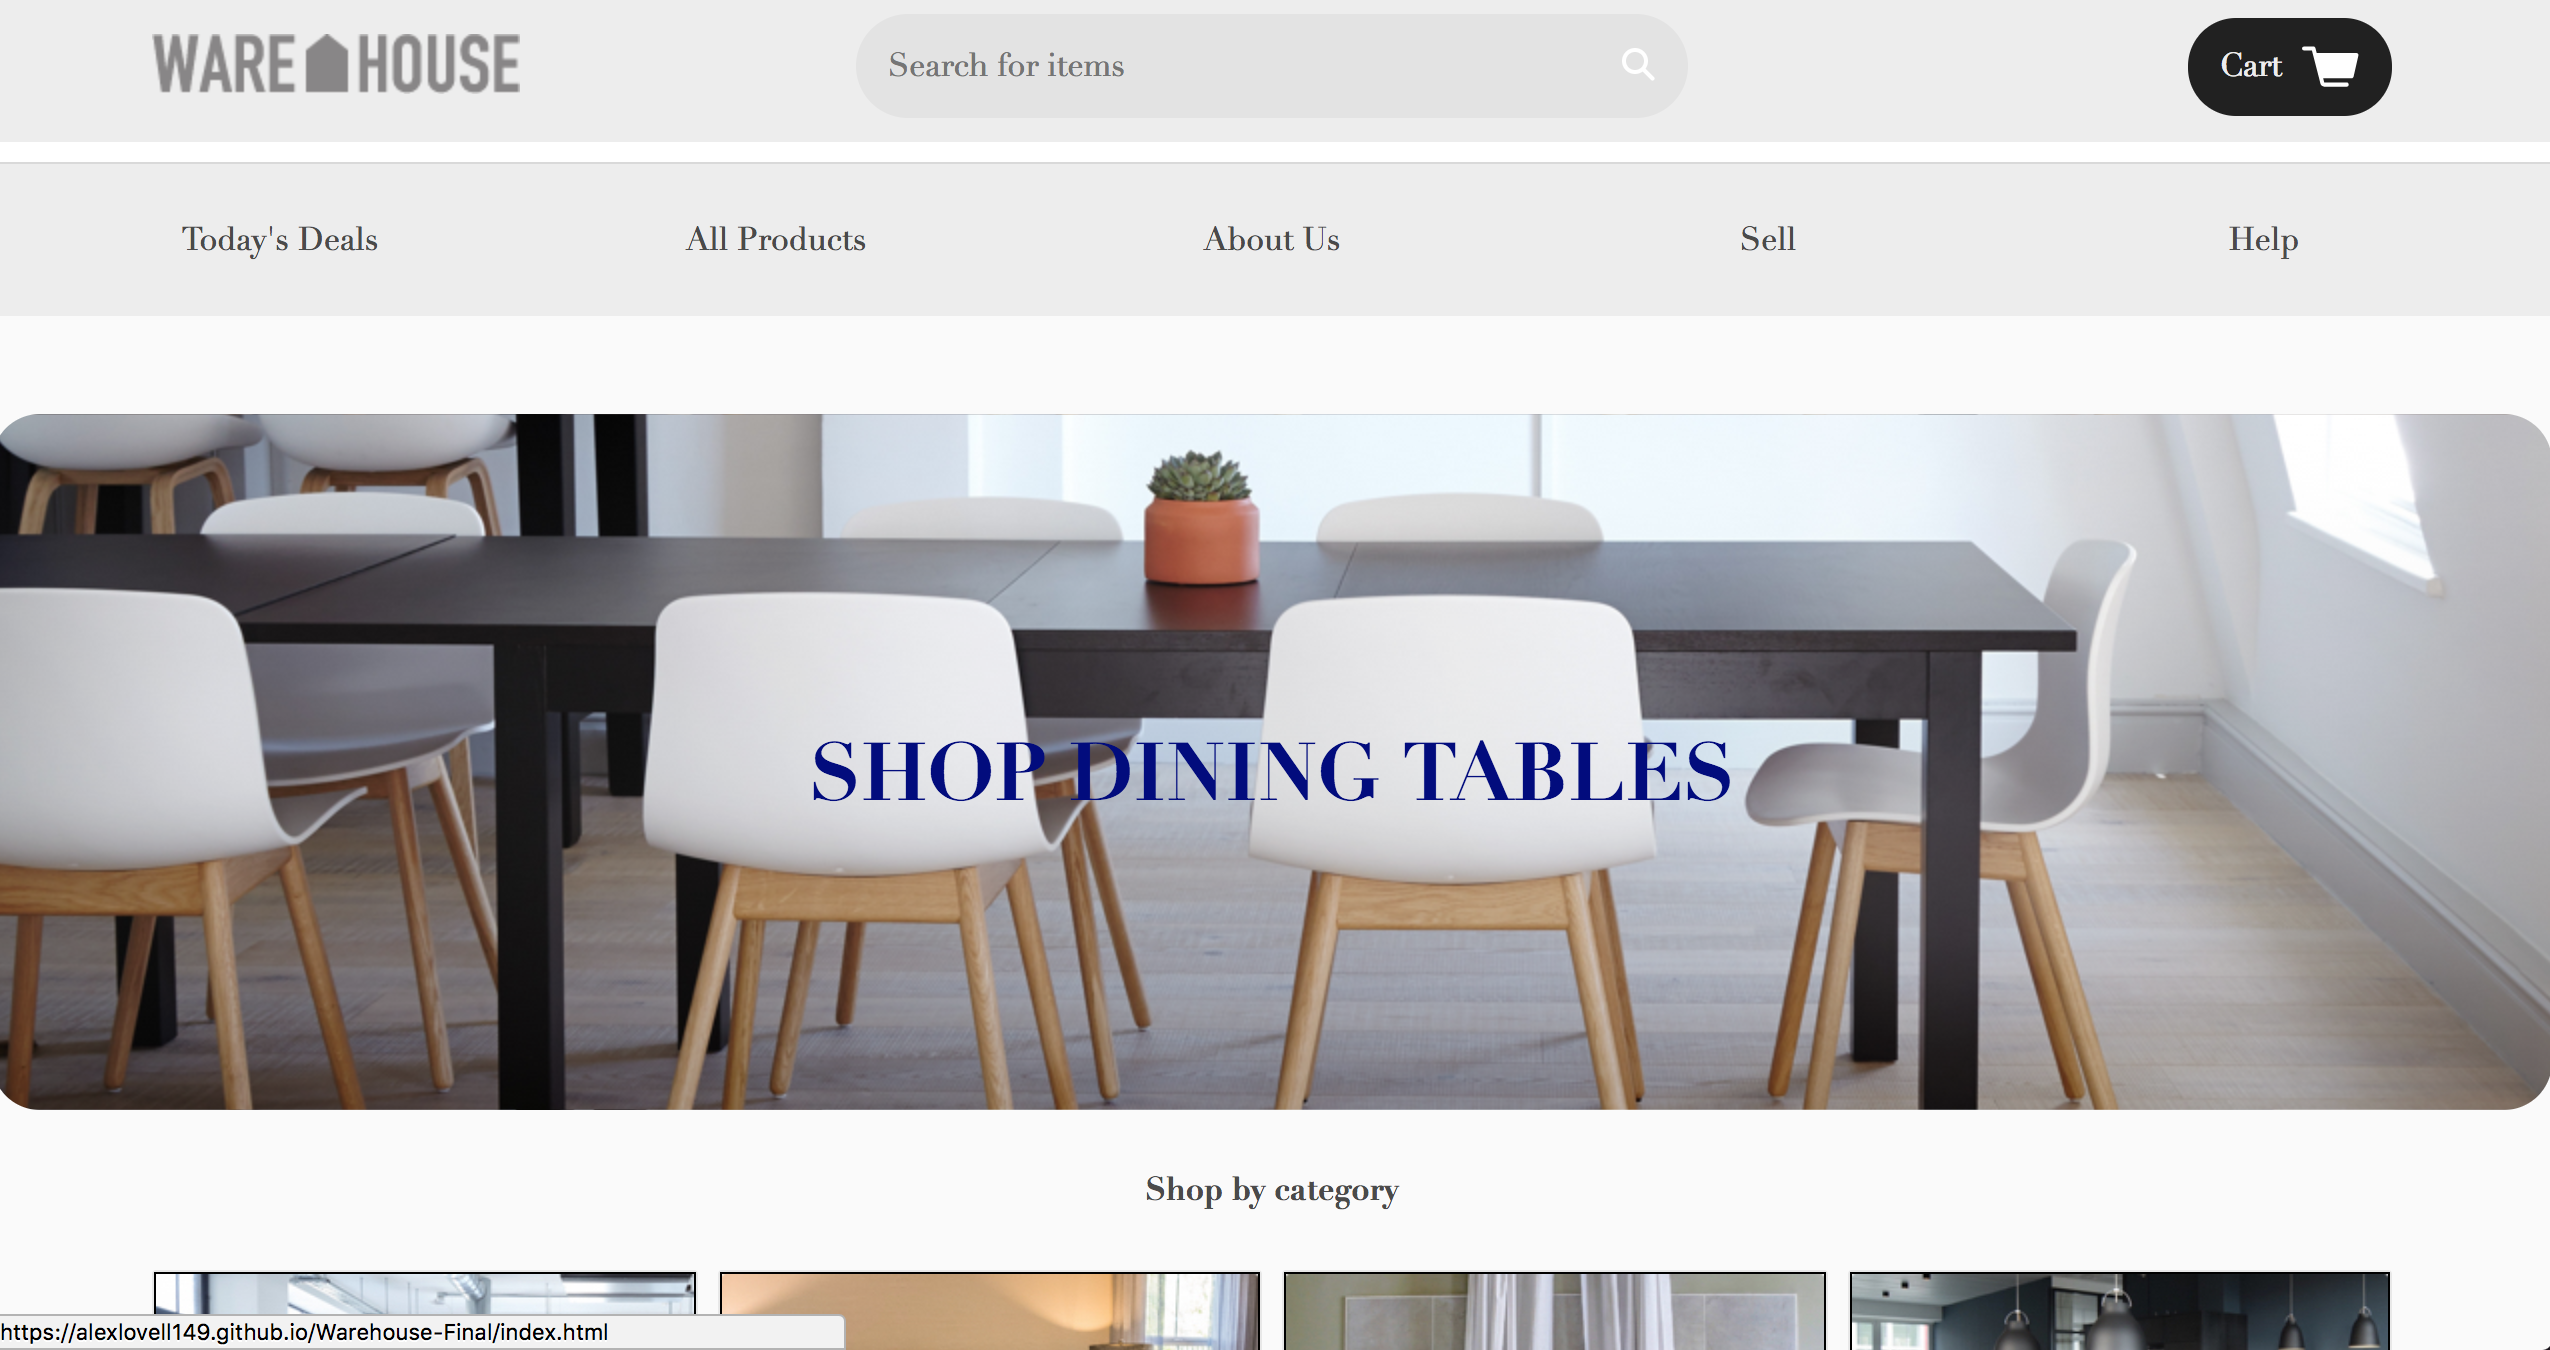 WARE HOUSE
Search for items
Cart
Today's Deals
All Products
About Us
Sell
Help
SHOP DINING TABLES
Shop by category
https://alexlovell149.github.io/Warehouse-Final/index.html